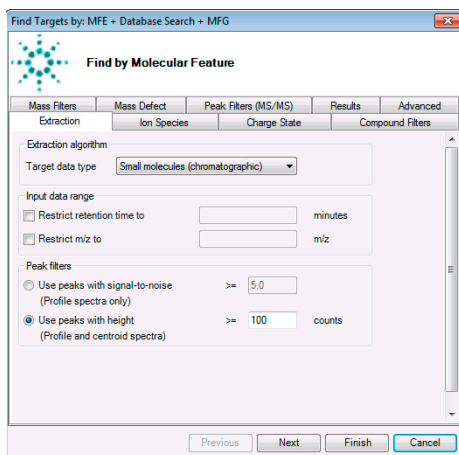 Find Targets by: MFE + Database Search + MFG
Find by Molecular Feature
Mass Filters Mass Defect Peak Filters (MS/MS) Results Advanced
Extraction Ion Species Charge State Compound Filters
Extraction algorithm
Target data type Small molecules (chromatographic)
Input data range
Restrict retention time to minutes
Restrict m/z to m/z
Peak filters
Use peaks with signal-to-noise >= 5.0
(Profile spectra only)
Use peaks with height >= 100 counts
(Profile and centroid spectra)
Previous Next Finish Cancel